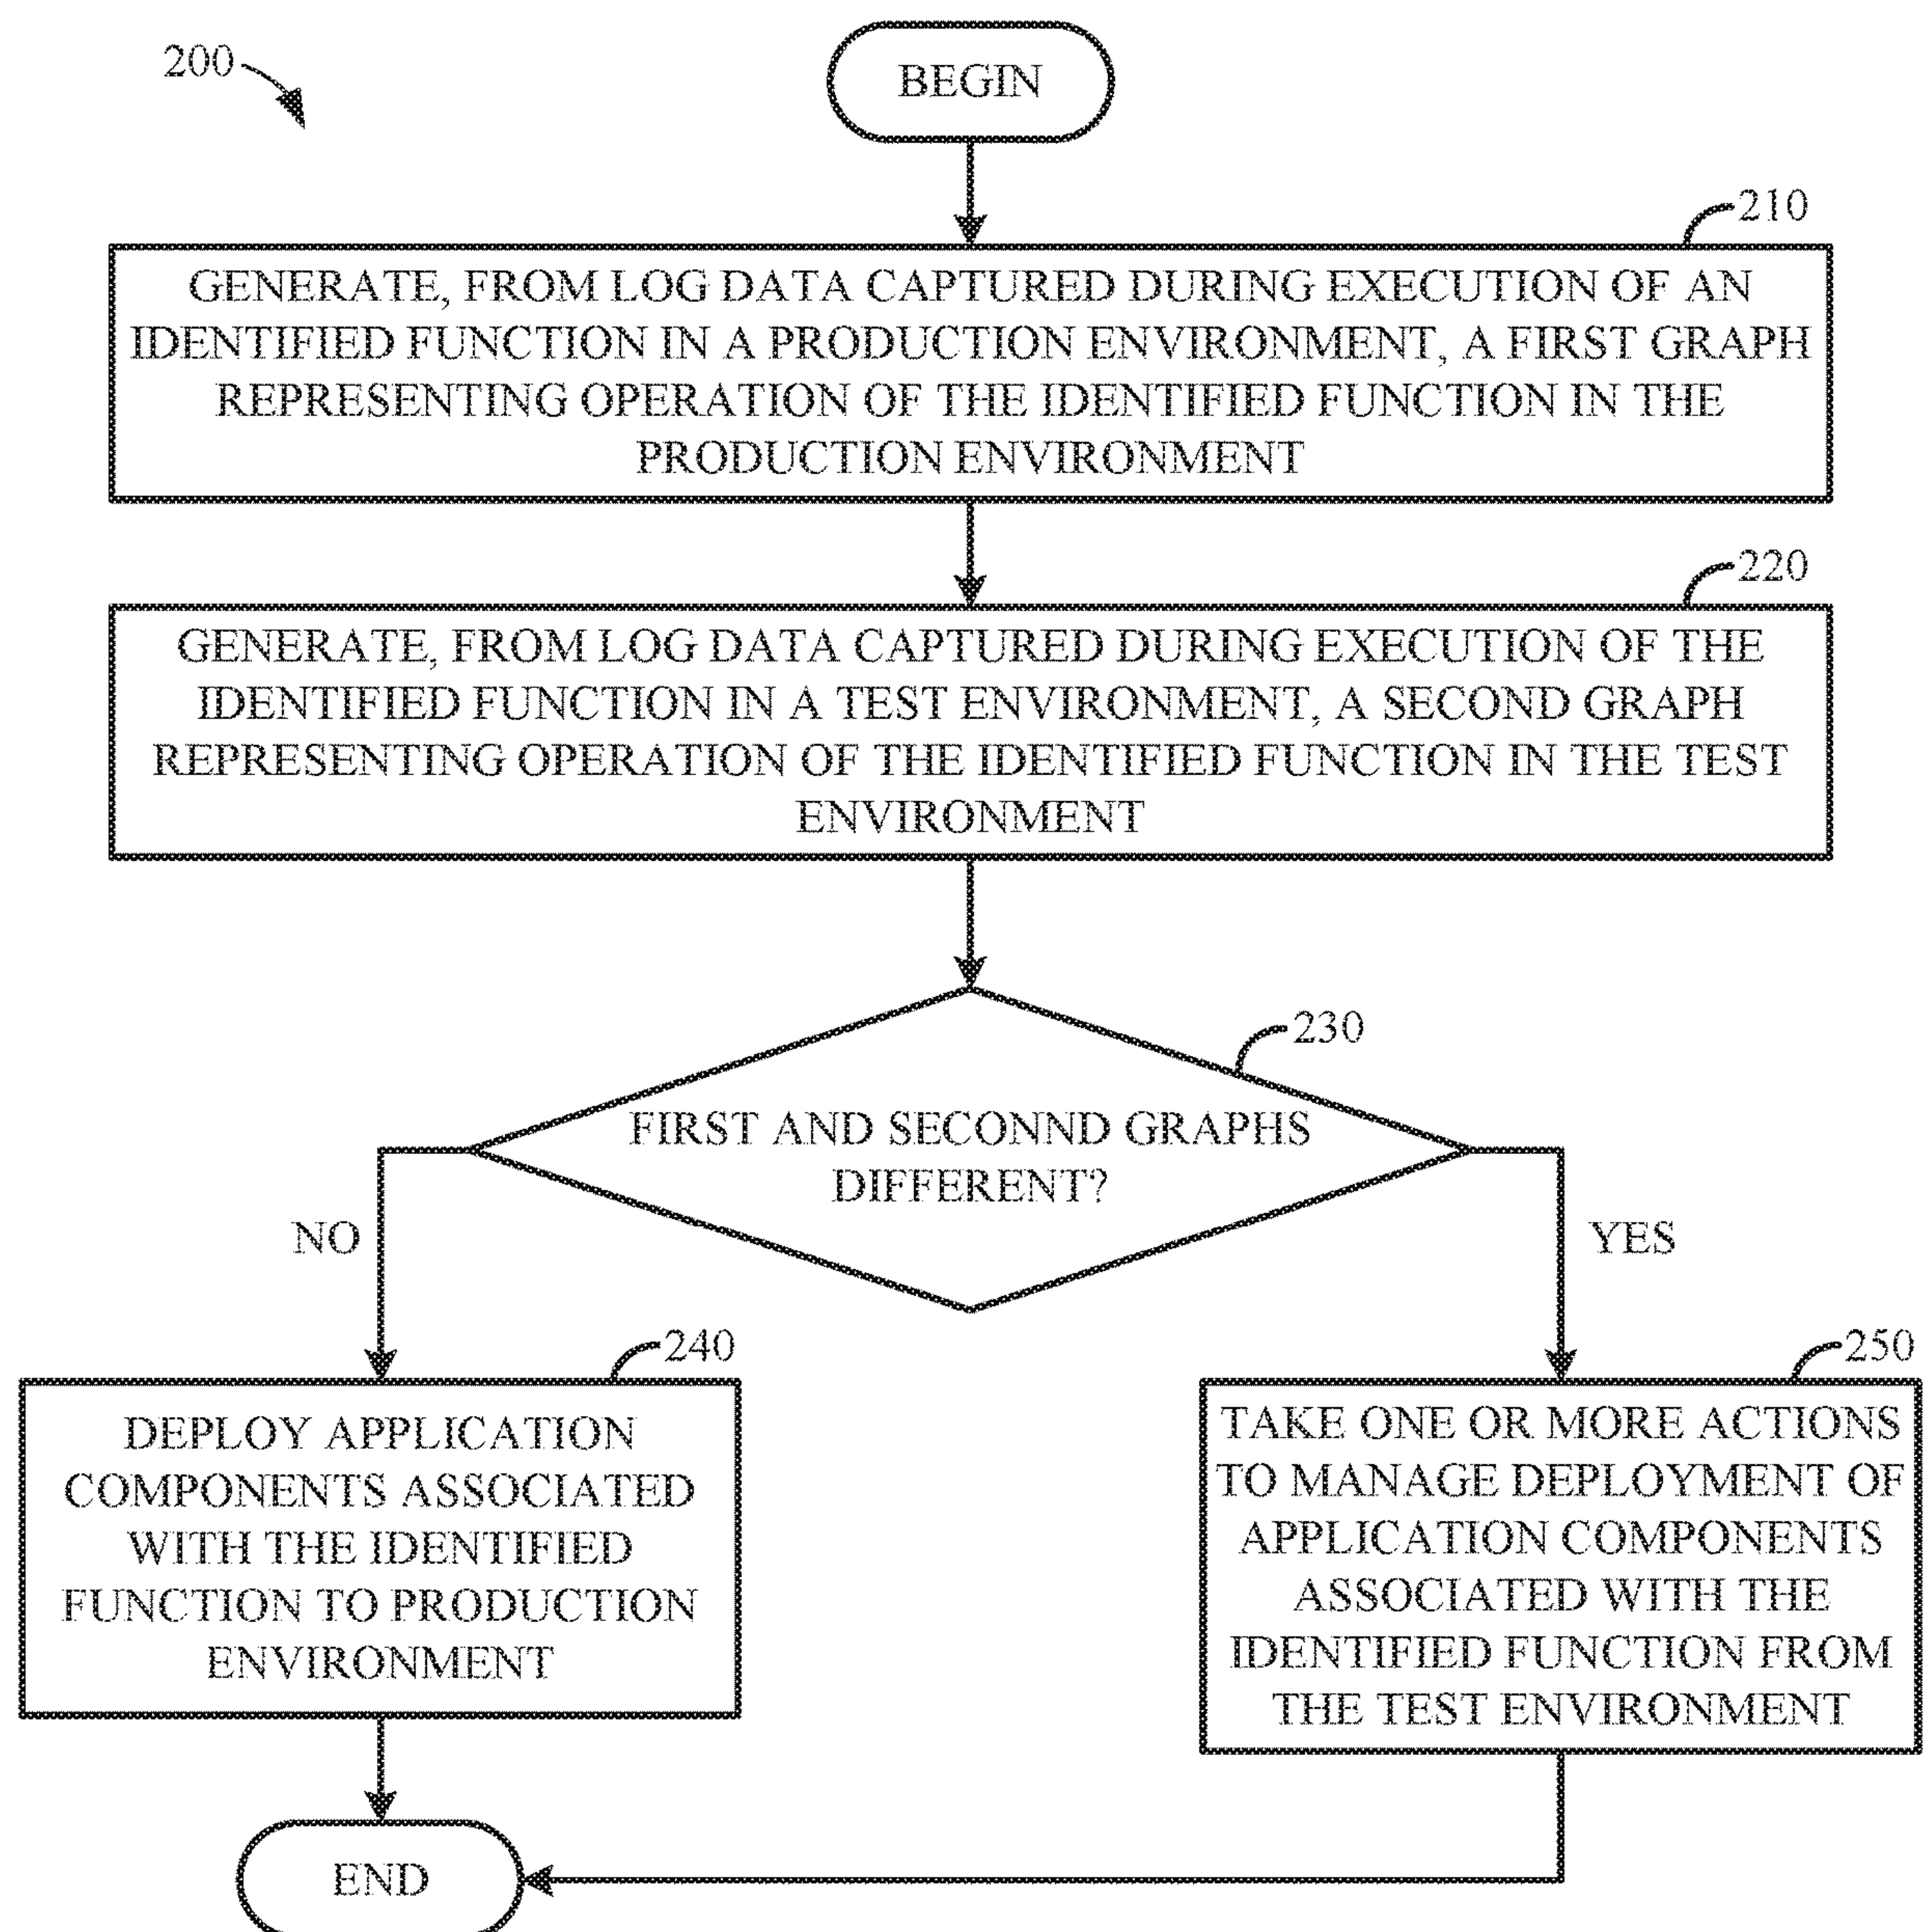 200
BEGIN
210
GENERATE, FROM LOG DATA CAPTURED DURING EXECUTION OF AN
IDENTIFIED FUNCTION IN A PRODUCTION ENVIRONMENT, A FIRST GRAPH
REPRESENTING OPERATION OF THE IDENTIFIED FUNCTION IN THE
PRODUCTION ENVIRONMENT
220
GENERATE, FROM LOG DATA CAPTURED DURING EXECUTION OF THE
IDENTIFIED FUNCTION IN A TEST ENVIRONMENT, A SECOND GRAPH
REPRESENTING OPERATION OF THE IDENTIFIED FUNCTION IN THE TEST
ENVIRONMENT
230
FIRST AND SECONND GRAPHS
DIFFERENT?
NO
YES
240
DEPLOY APPLICATION
COMPONENTS ASSOCIATED
WITH THE IDENTIFIED
FUNCTION TO PRODUCTION
ENVIRONMENT
250
TAKE ONE OR MORE ACTIONS
TO MANAGE DEPLOYMENT OF
APPLICATION COMPONENTS
ASSOCIATED WITH THE
IDENTIFIED FUNCTION FROM
THE TEST ENVIRONMENT
END